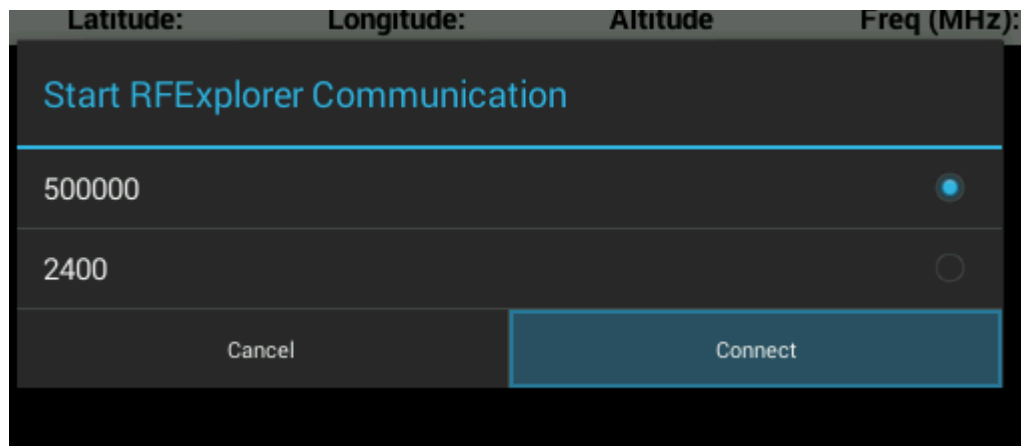 Latitude: Longitude: Altitude Freq (MHz):
Start RFExplorer Communication
500000
2400
Cancel Connect